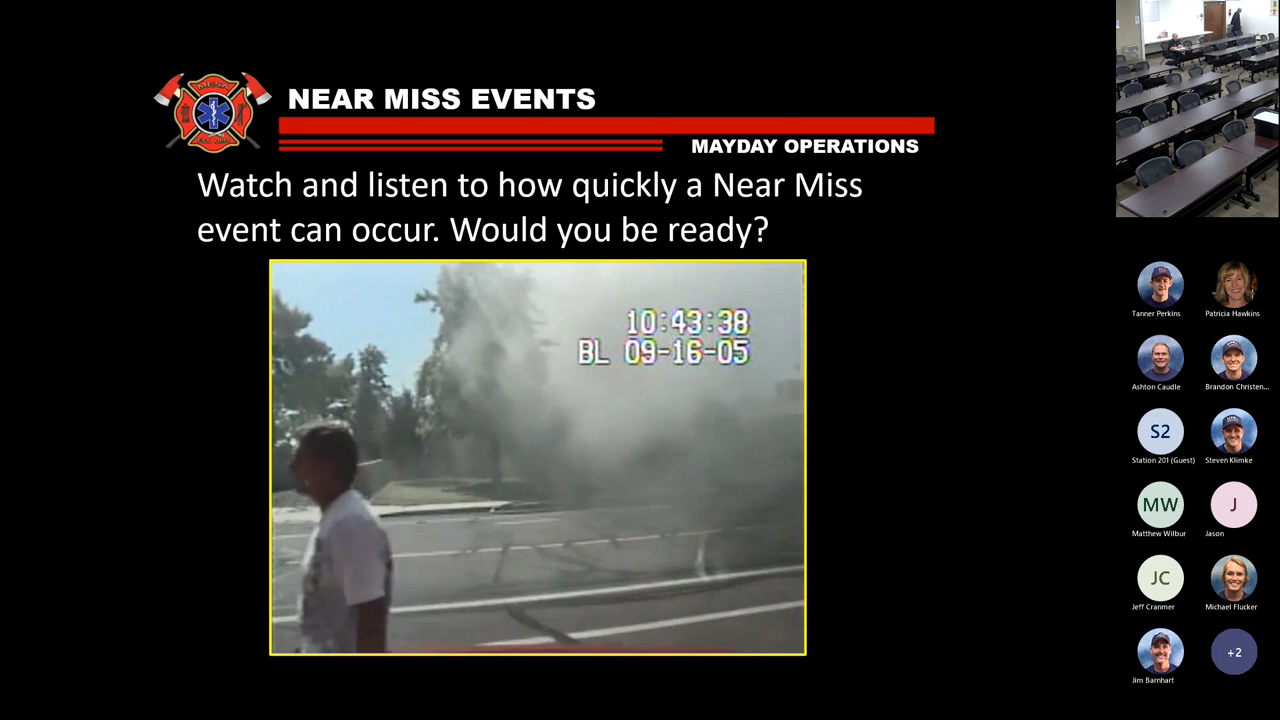 NEAR MISS EVENTS
MAYDAY OPERATIONS
Watch and listen to how quickly a Near Miss
event can occur. Would you be ready?
10:43:38
BL 09-16-05
Tanner Perkins
Patricia Hawkins
Ashton Caudle
Brandon Christen...
S2
Station 201 (Guest)
Steven Klimke
MW
Matthew Wilbur
J
Jason
JC
Jeff Cranmer
Michael Flucker
Jim Barnhart
+2